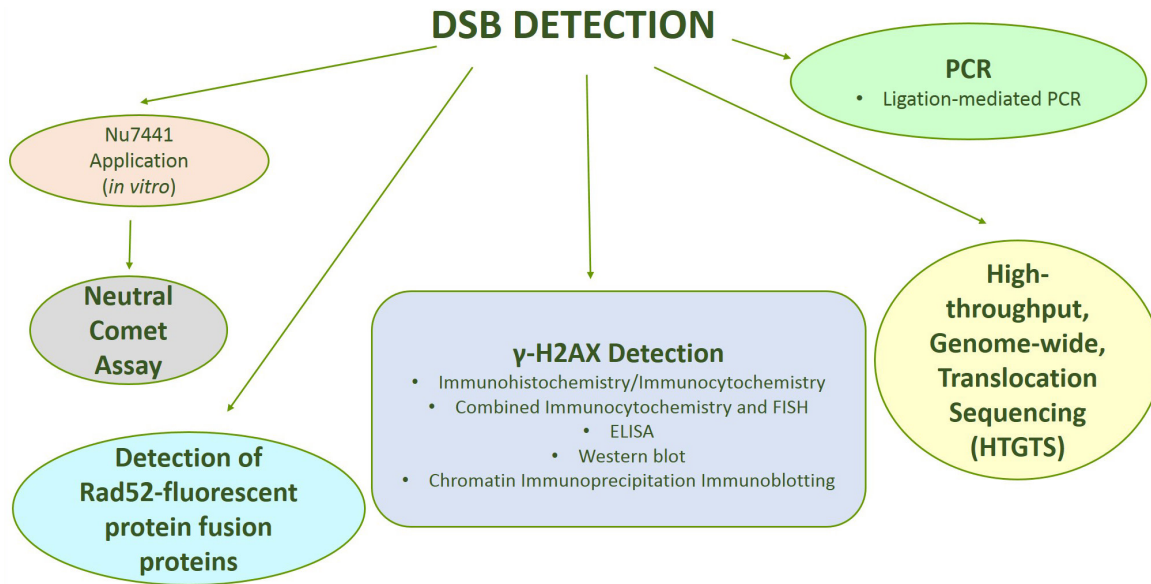 DSB DETECTION
PCR
• Ligation-mediated PCR
Nu7441
Application
(in vitro)
Neutral
Comet
Assay
Detection of
Rad52-fluorescent
protein fusion
proteins
γ-H2AX Detection
• Immunohistochemistry/Immunocytochemistry
• Combined Immunocytochemistry and FISH
• ELISA
• Western blot
• Chromatin Immunoprecipitation Immunoblotting
High-
throughput,
Genome-wide,
Translocation
Sequencing
(HTGTS)